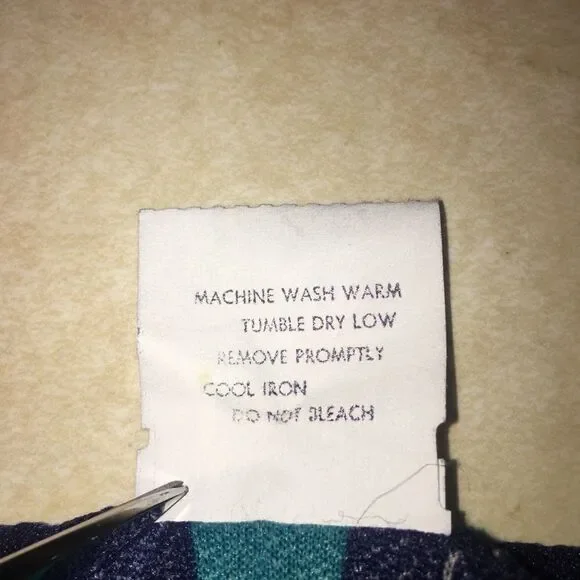 MACHINE WASH WARM
TUMBLE DRY LOW
REMOVE PROMPTLY
COOL IRON
DO NOT BLEACH